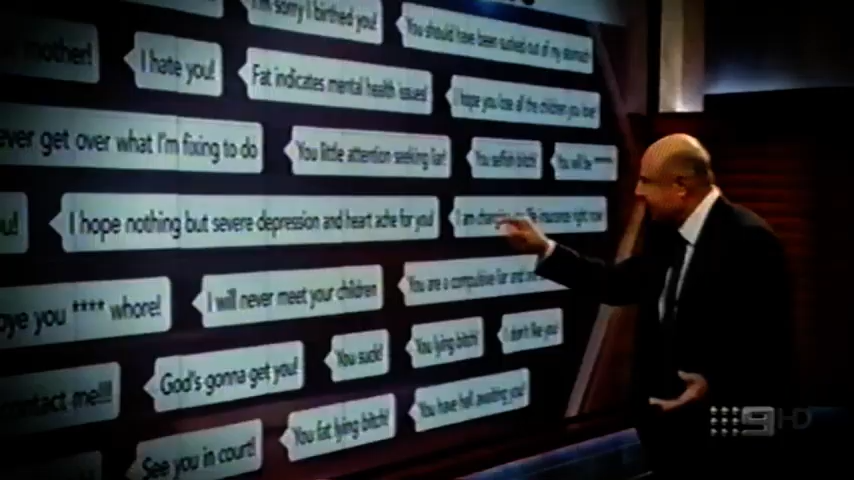 I'm sorry I birthed you!
You should have been sucked out of my stomach
mother!
I hate you!
Fat indicates mental health issues!
I hope you lose all the children you love!
ever get over what I'm fixing to do
You little attention seeking liar!
You selfish bitch!
You will be ******
I hope nothing but severe depression and heart ache for you!
I am life insurance right now
**** whore!
you
I will never meet your children
You are a compulsive liar and
contact me!!!
God's gonna get you!
You suck!
You lying bitch!
I don't like you!
See you in court!
You fat lying bitch!
You have hell awaiting you!
9HD